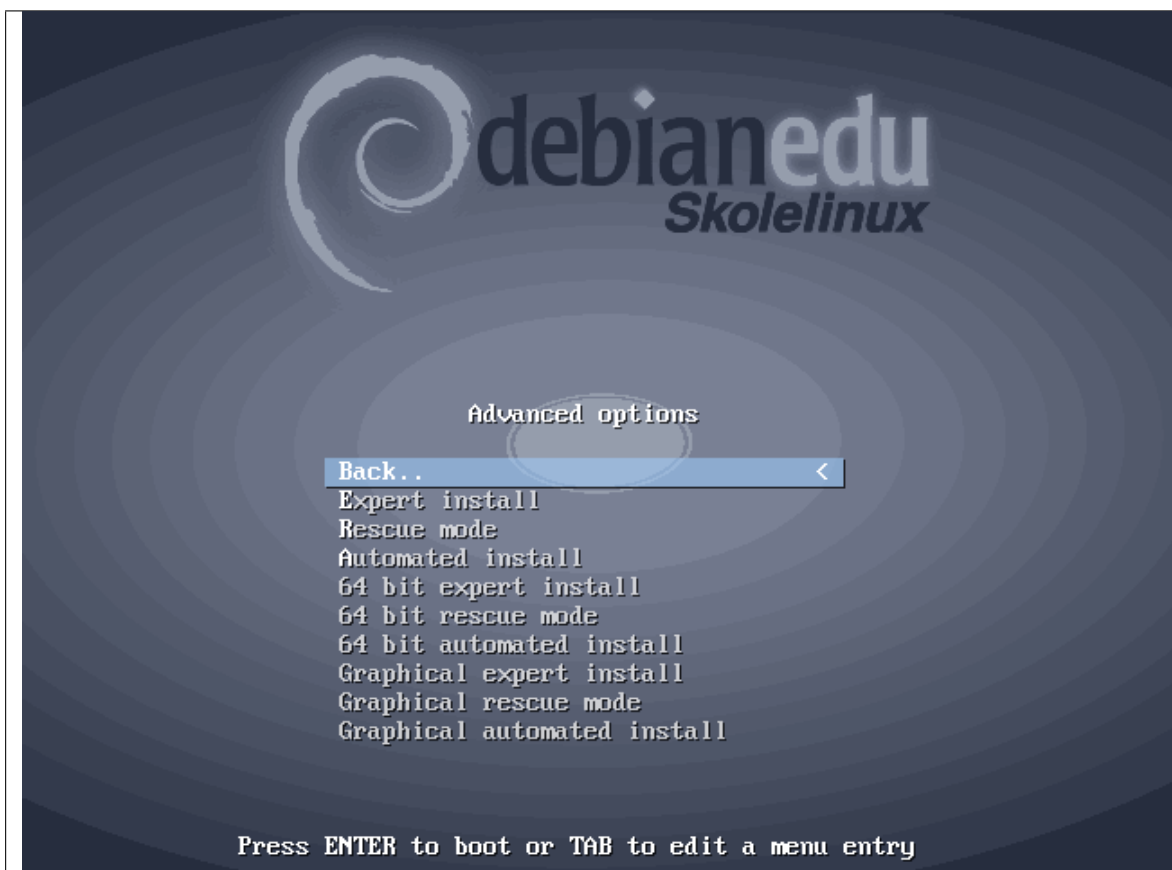 debianedu
Skolelinux
Advanced options
Back.. <
Expert install
Rescue mode
Automated install
64 bit expert install
64 bit rescue mode
64 bit automated install
Graphical expert install
Graphical rescue mode
Graphical automated install
Press ENTER to boot or TAB to edit a menu entry